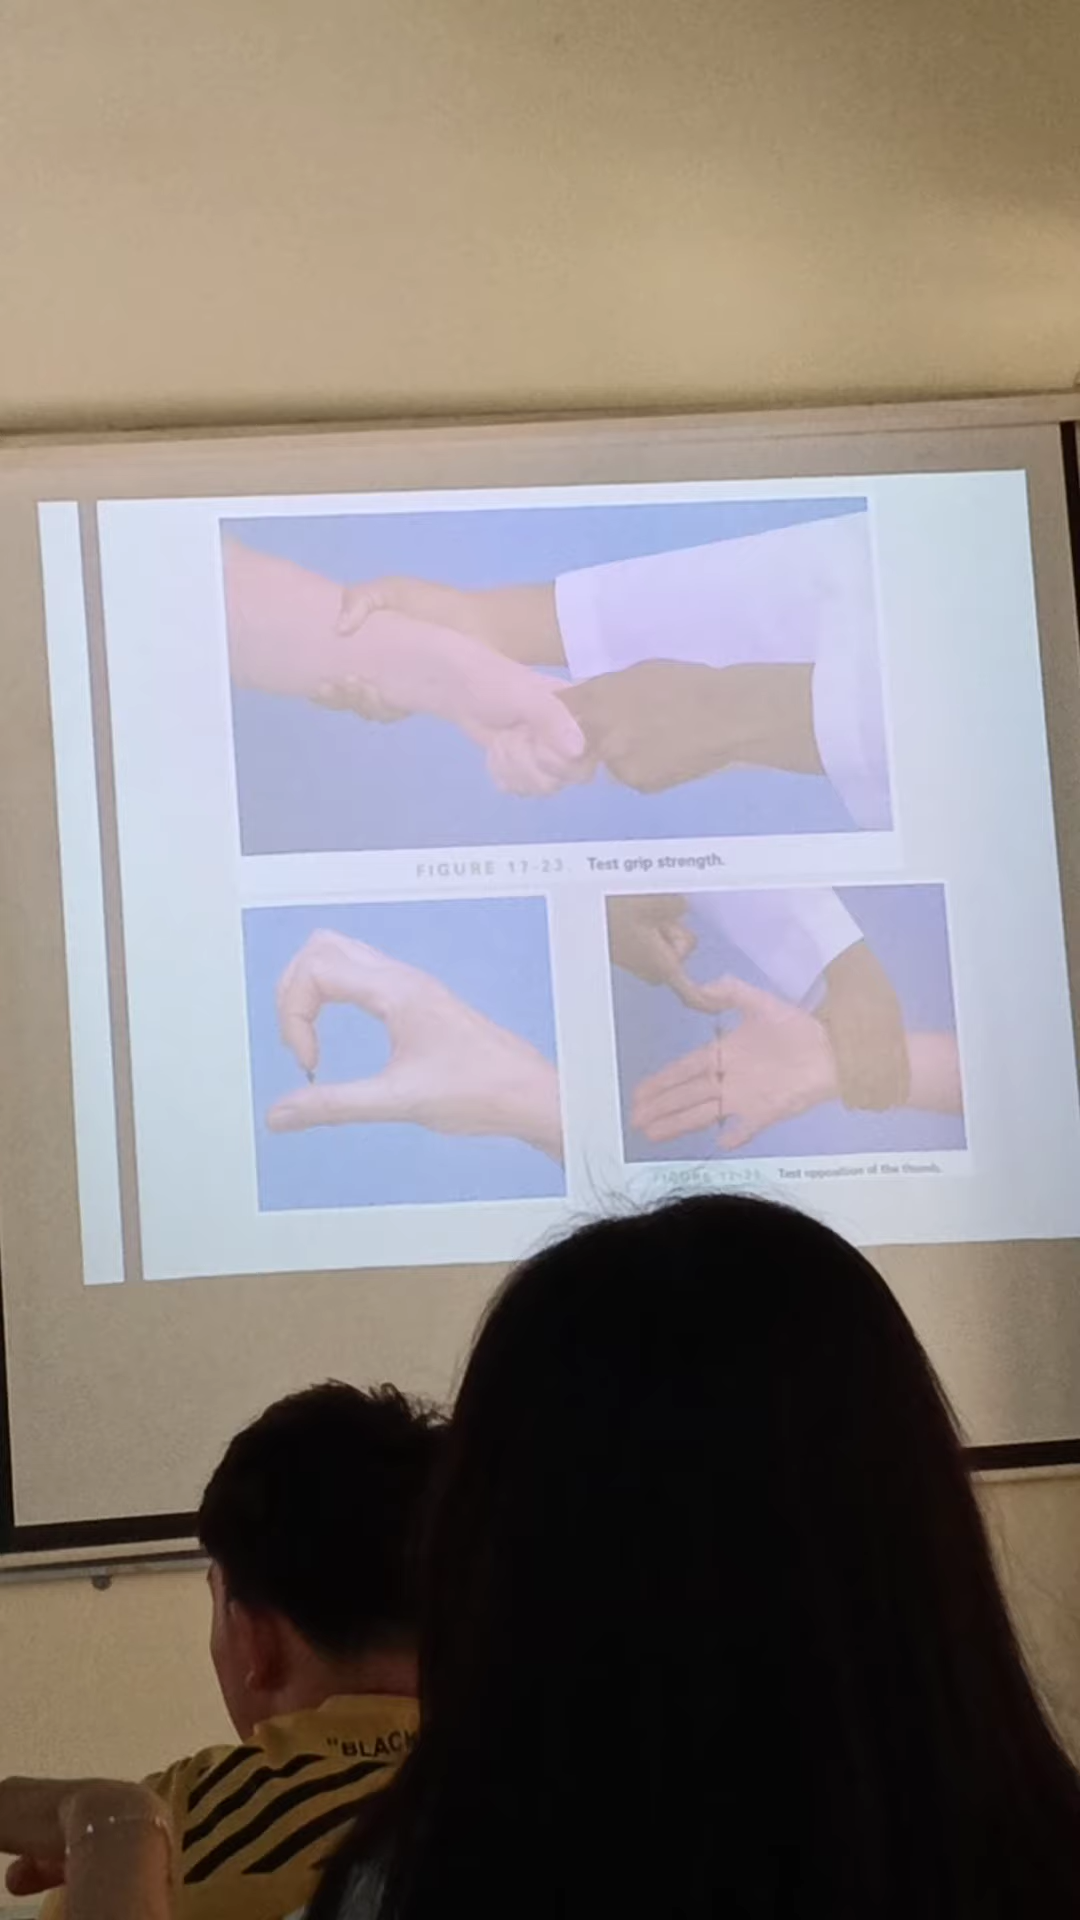 FIGURE 17-23. Test grip strength.
Test opposition of the thumb.
"BLACK